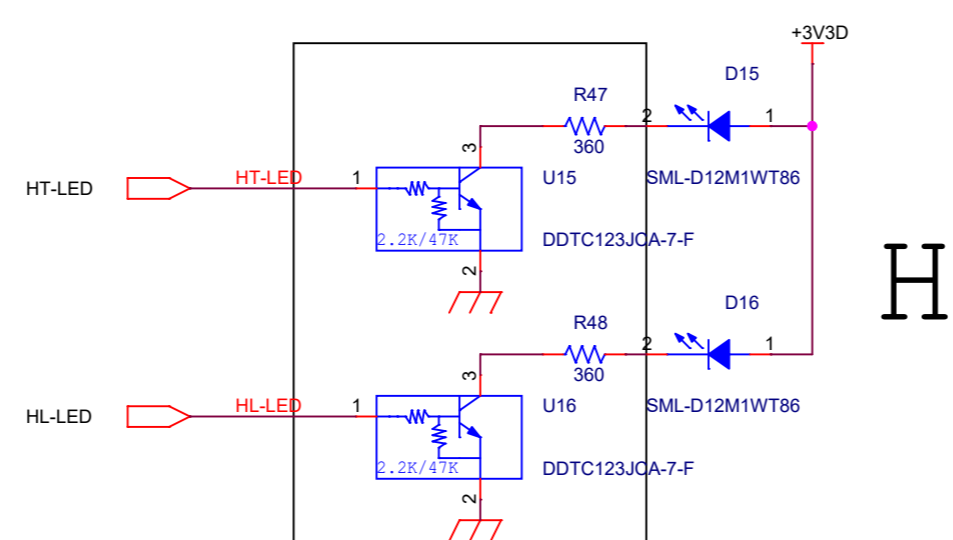 +3V3D
D15
R47
2
1
360
3
HT-LED
HT-LED
1
U15
SML-D12M1WT86
2.2K/47K
DDTC123JCA-7-F
2
H
D16
R48
2
1
360
3
HL-LED
HL-LED
1
U16
SML-D12M1WT86
2.2K/47K
DDTC123JCA-7-F
2